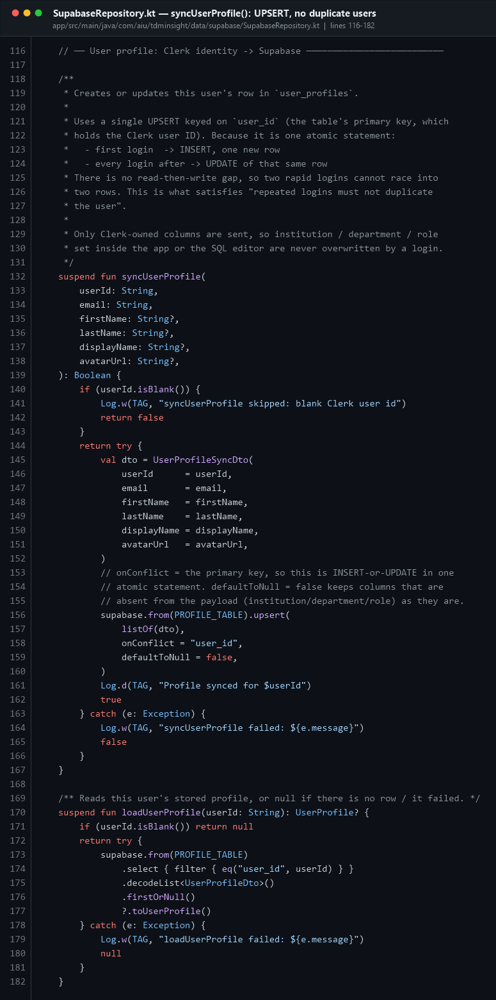 SupabaseRepository.kt — syncUserProfile(): UPSERT, no duplicate users
app/src/main/java/com/aiu/tdminsight/data/supabase/SupabaseRepository.kt | lines 116-182
116 // —— User profile: Clerk identity -> Supabase ——————————————————————————
117
118 /**
119 * Creates or updates this user's row in `user_profiles`.
120 *
121 * Uses a single UPSERT keyed on `user_id` (the table's primary key, which
122 * holds the Clerk user ID). Because it is one atomic statement:
123 *   - first login  -> INSERT, one new row
124 *   - every login after -> UPDATE of that same row
125 * There is no read-then-write gap, so two rapid logins cannot race into
126 * two rows. This is what satisfies "repeated logins must not duplicate
127 * the user".
128 *
129 * Only Clerk-owned columns are sent, so institution / department / role
130 * set inside the app or the SQL editor are never overwritten by a login.
131 */
132 suspend fun syncUserProfile(
133     userId: String,
134     email: String,
135     firstName: String?,
136     lastName: String?,
137     displayName: String?,
138     avatarUrl: String?,
139 ): Boolean {
140     if (userId.isBlank()) {
141         Log.w(TAG, "syncUserProfile skipped: blank Clerk user id")
142         return false
143     }
144     return try {
145         val dto = UserProfileSyncDto(
146             userId      = userId,
147             email       = email,
148             firstName   = firstName,
149             lastName    = lastName,
150             displayName = displayName,
151             avatarUrl   = avatarUrl,
152         )
153         // onConflict = the primary key, so this is INSERT-or-UPDATE in one
154         // atomic statement. defaultToNull = false keeps columns that are
155         // absent from the payload (institution/department/role) as they are.
156         supabase.from(PROFILE_TABLE).upsert(
157             listOf(dto),
158             onConflict = "user_id",
159             defaultToNull = false,
160         )
161         Log.d(TAG, "Profile synced for $userId")
162         true
163     } catch (e: Exception) {
164         Log.w(TAG, "syncUserProfile failed: ${e.message}")
165         false
166     }
167 }
168
169 /** Reads this user's stored profile, or null if there is no row / it failed. */
170 suspend fun loadUserProfile(userId: String): UserProfile? {
171     if (userId.isBlank()) return null
172     return try {
173         supabase.from(PROFILE_TABLE)
174             .select { filter { eq("user_id", userId) } }
175             .decodeList<UserProfileDto>()
176             .firstOrNull()
177             ?.toUserProfile()
178     } catch (e: Exception) {
179         Log.w(TAG, "loadUserProfile failed: ${e.message}")
180         null
181     }
182 }